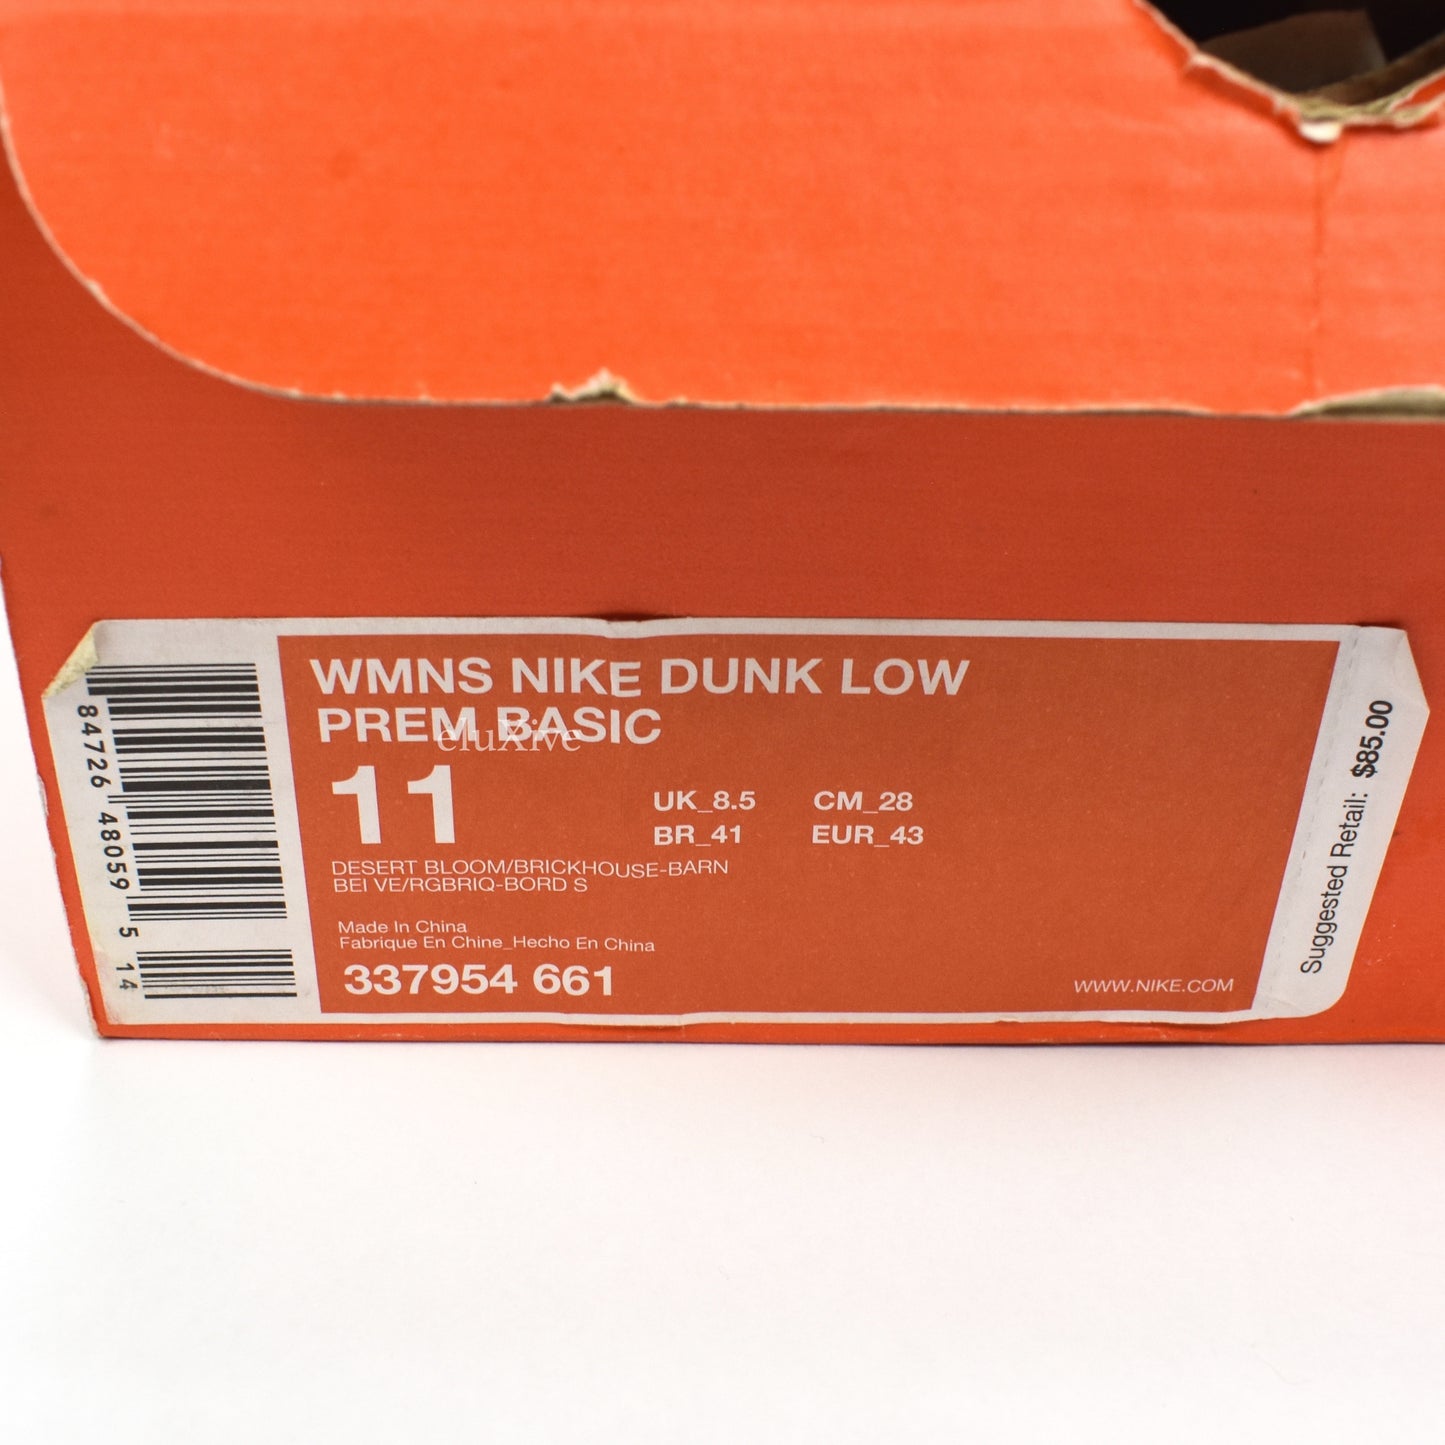 WMNS NIKE DUNK LOW
PREM BASIC
eluXive
11
UK_8.5 CM_28
BR_41 EUR_43
DESERT BLOOM/BRICKHOUSE-BARN
BEI VE/RGBRIQ-BORD S
Made In China
Fabrique En Chine_Hecho En China
337954 661
WWW.NIKE.COM
84726 48059 5 14
Suggested Retail: $85.00